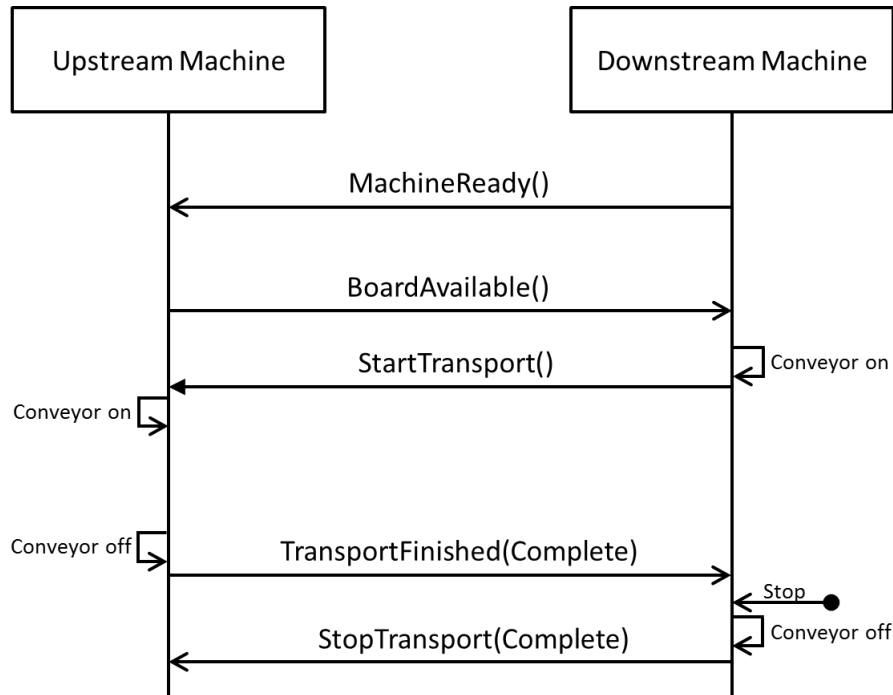 Upstream Machine
Downstream Machine
MachineReady()
BoardAvailable()
StartTransport()
Conveyor on
Conveyor on
Conveyor off
TransportFinished(Complete)
Stop
StopTransport(Complete)
Conveyor off